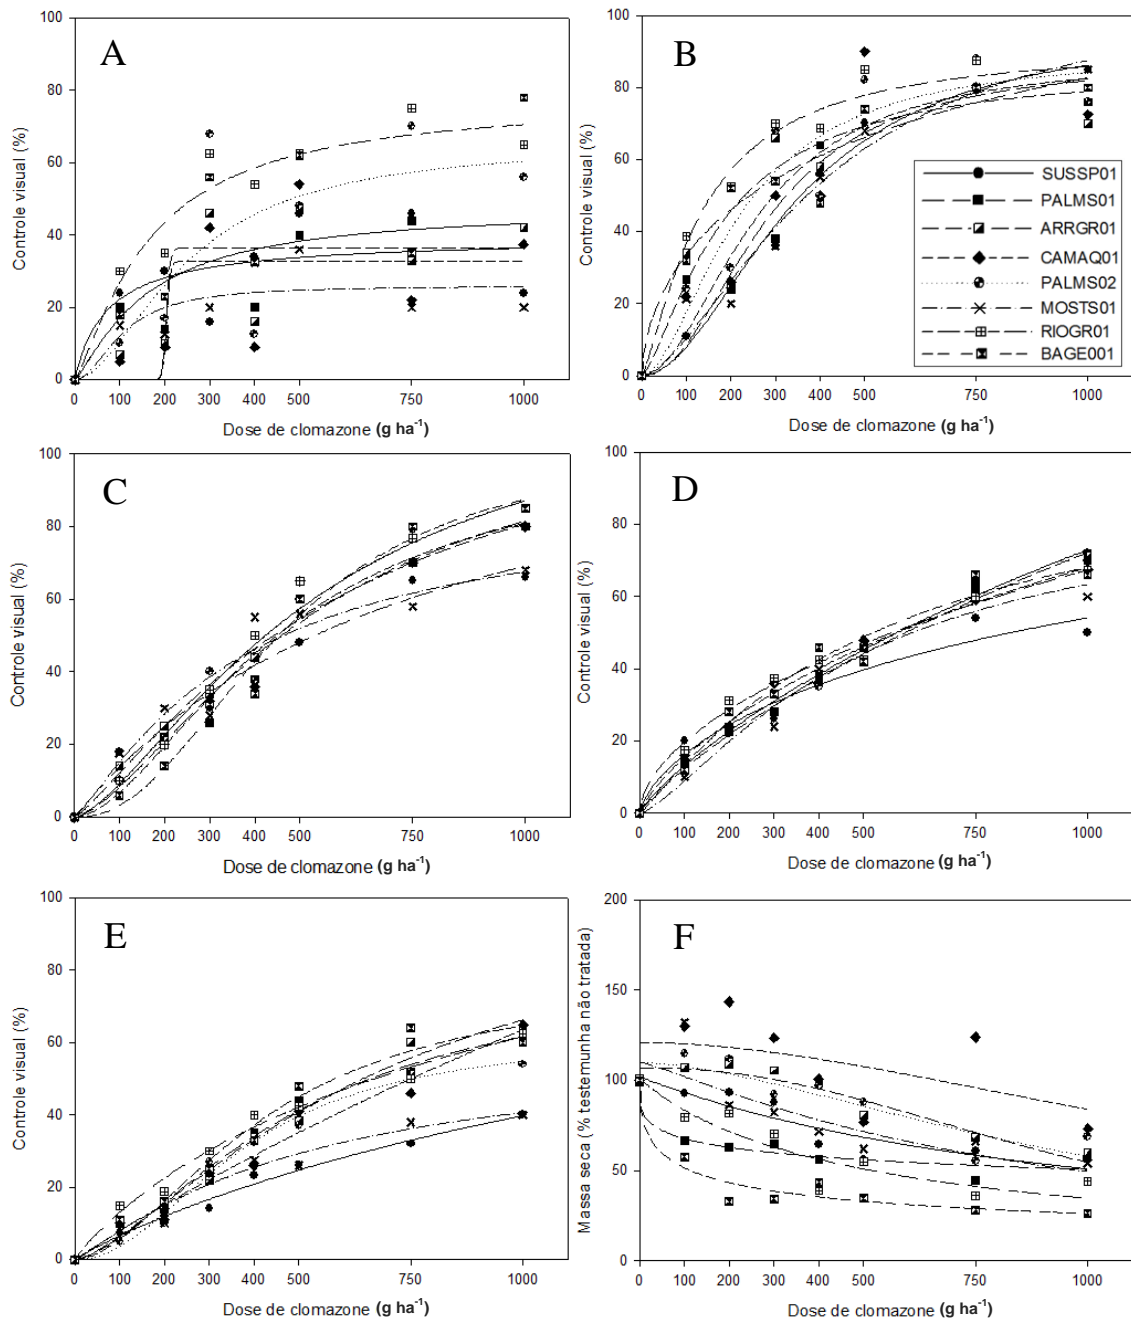 A
Controle visual (%)
100
80
60
40
20
0
0 100 200 300 400 500 750 1000
Dose de clomazone (g ha⁻¹)
B
Controle visual (%)
100
80
60
40
20
0
0 100 200 300 400 500 750 1000
Dose de clomazone (g ha⁻¹)
SUSSP01
PALMS01
ARRGR01
CAMAQ01
PALMS02
MOSTS01
RIOGR01
BAGE001
C
Controle visual (%)
100
80
60
40
20
0
0 100 200 300 400 500 750 1000
Dose de clomazone (g ha⁻¹)
D
Controle visual (%)
100
80
60
40
20
0
0 100 200 300 400 500 750 1000
Dose de clomazone (g ha⁻¹)
E
Controle visual (%)
100
80
60
40
20
0
0 100 200 300 400 500 750 1000
Dose de clomazone (g ha⁻¹)
F
Massa seca (% testemunha não tratada)
200
150
100
50
0
0 100 200 300 400 500 750 1000
Dose de clomazone (g ha⁻¹)